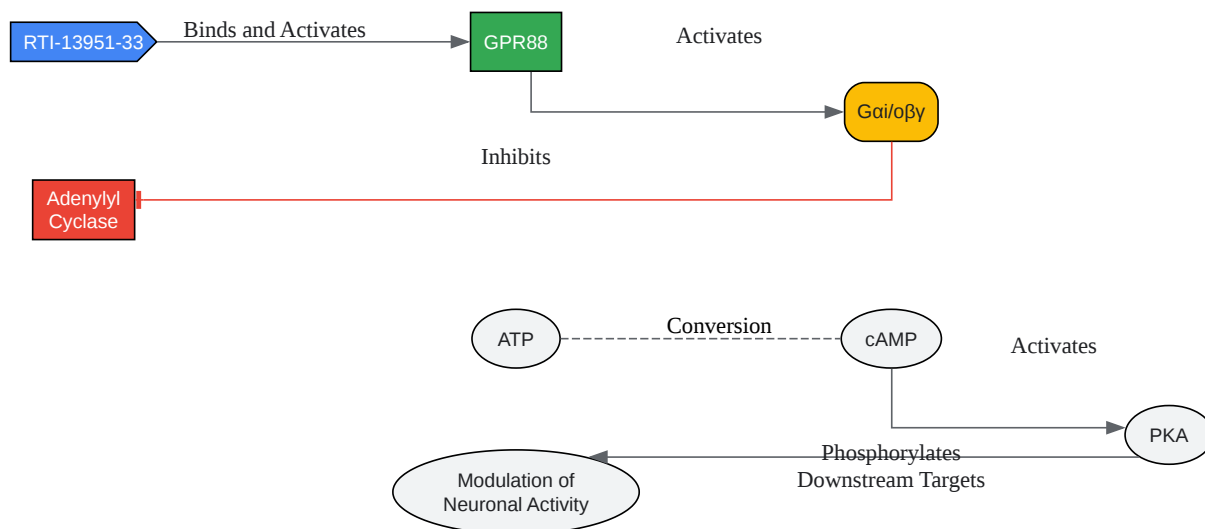 RTI-13951-33
Binds and Activates
GPR88
Activates
Gαi/oβγ
Inhibits
Adenylyl
Cyclase
ATP
Conversion
cAMP
Activates
PKA
Phosphorylates
Downstream Targets
Modulation of
Neuronal Activity